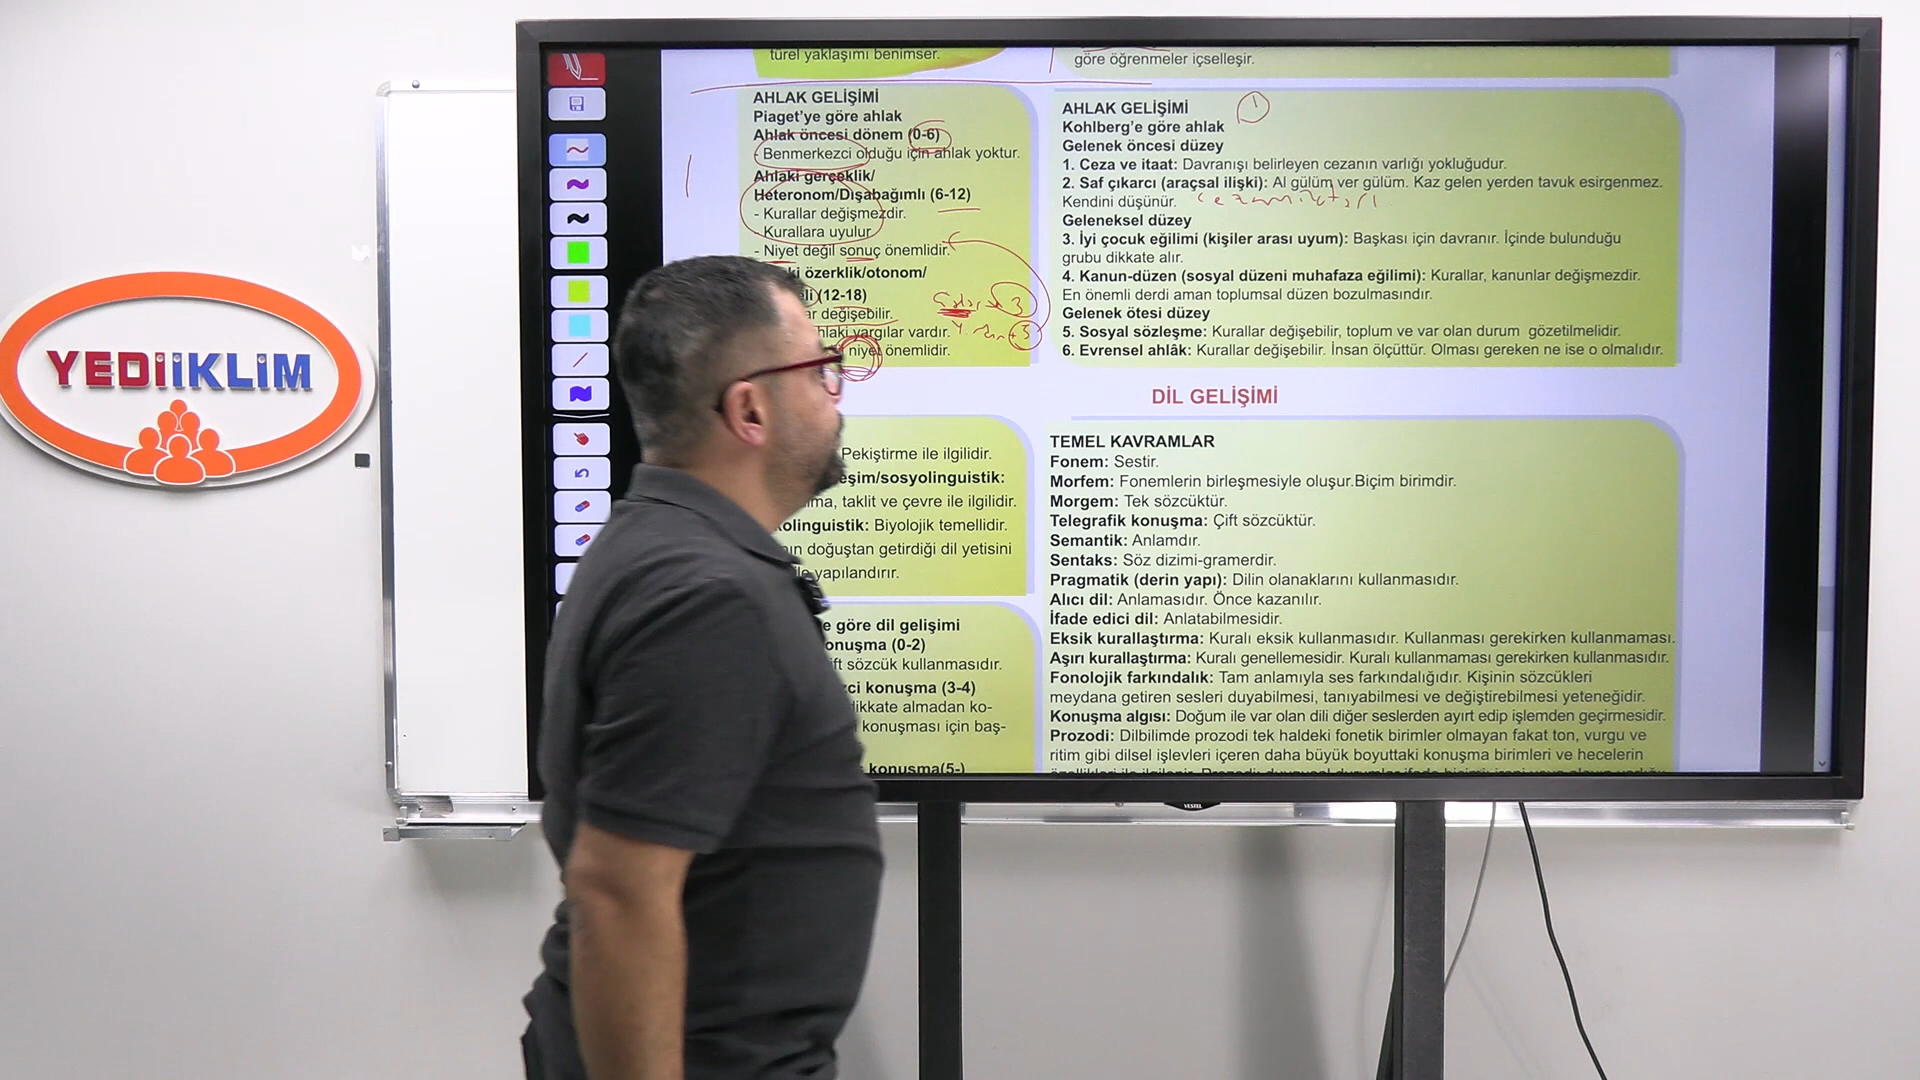 türel yaklaşımı benimser.
göre öğrenmeler içselleşir.
AHLAK GELİŞİMİ
Piaget'ye göre ahlak
Ahlak öncesi dönem (0-6)
- Benmerkezci olduğu için ahlak yoktur.
Ahlaki gerçeklik/
Heteronom/Dışabağımlı (6-12)
- Kurallar değişmezdir.
- Kurallara uyulur
- Niyet değil sonuç önemlidir.
özerklik/otonom/
(12-18)
değişebilir.
yargılar vardır.
niyet önemlidir.
3
+3
AHLAK GELİŞİMİ
1
Kohlberg'e göre ahlak
Gelenek öncesi düzey
1. Ceza ve itaat: Davranışı belirleyen cezanın varlığı yokluğudur.
2. Saf çıkarcı (araçsal ilişki): Al gülüm ver gülüm. Kaz gelen yerden tavuk esirgenmez.
Kendini düşünür.
Geleneksel düzey
3. İyi çocuk eğilimi (kişiler arası uyum): Başkası için davranır. İçinde bulunduğu
grubu dikkate alır.
4. Kanun-düzen (sosyal düzeni muhafaza eğilimi): Kurallar, kanunlar değişmezdir.
En önemli derdi aman toplumsal düzen bozulmasındır.
Gelenek ötesi düzey
5. Sosyal sözleşme: Kurallar değişebilir, toplum ve var olan durum gözetilmelidir.
6. Evrensel ahlâk: Kurallar değişebilir. İnsan ölçüttür. Olması gereken ne ise o olmalıdır.
YEDiiKLiM
DİL GELİŞİMİ
Pekiştirme ile ilgilidir.
/sosyolinguistik:
taklit ve çevre ile ilgilidir.
Biyolojik temellidir.
doğuştan getirdiği dil yetisini
yapılandırır.
göre dil gelişimi
(0-2)
sözcük kullanmasıdır.
konuşma (3-4)
dikkate almadan ko-
konuşması için baş-
konuşma(5-)
TEMEL KAVRAMLAR
Fonem: Sestir.
Morfem: Fonemlerin birleşmesiyle oluşur.Biçim birimdir.
Morgem: Tek sözcüktür.
Telegrafik konuşma: Çift sözcüktür.
Semantik: Anlamdır.
Sentaks: Söz dizimi-gramerdir.
Pragmatik (derin yapı): Dilin olanaklarını kullanmasıdır.
Alıcı dil: Anlamasıdır. Önce kazanılır.
İfade edici dil: Anlatabilmesidir.
Eksik kurallaştırma: Kuralı eksik kullanmasıdır. Kullanması gerekirken kullanmaması.
Aşırı kurallaştırma: Kuralı genellemesidir. Kuralı kullanmaması gerekirken kullanmasıdır.
Fonolojik farkındalık: Tam anlamıyla ses farkındalığıdır. Kişinin sözcükleri
meydana getiren sesleri duyabilmesi, tanıyabilmesi ve değiştirebilmesi yeteneğidir.
Konuşma algısı: Doğum ile var olan dili diğer seslerden ayırt edip işlemden geçirmesidir.
Prozodi: Dilbilimde prozodi tek haldeki fonetik birimler olmayan fakat ton, vurgu ve
ritim gibi dilsel işlevleri içeren daha büyük boyuttaki konuşma birimleri ve hecelerin
VESTEL